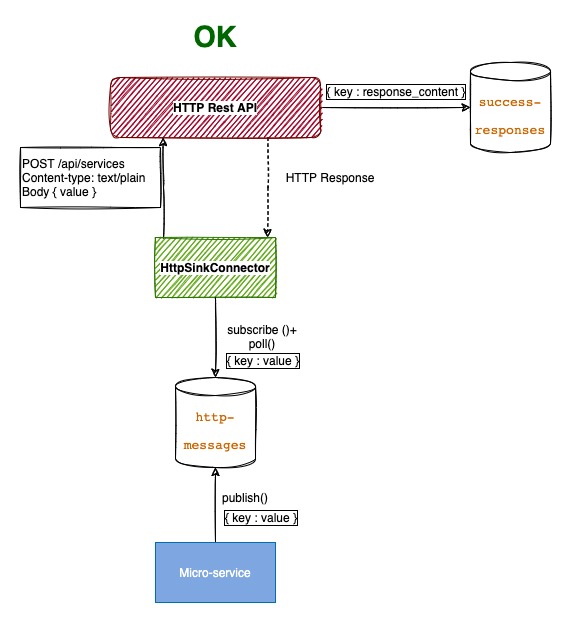 OK
HTTP Rest API
{ key : response_content }
success-
responses
POST /api/services
Content-type: text/plain
Body { value }
HTTP Response
HttpSinkConnector
subscribe ()+
poll()
{ key : value }
http-
messages
publish()
{ key : value }
Micro-service